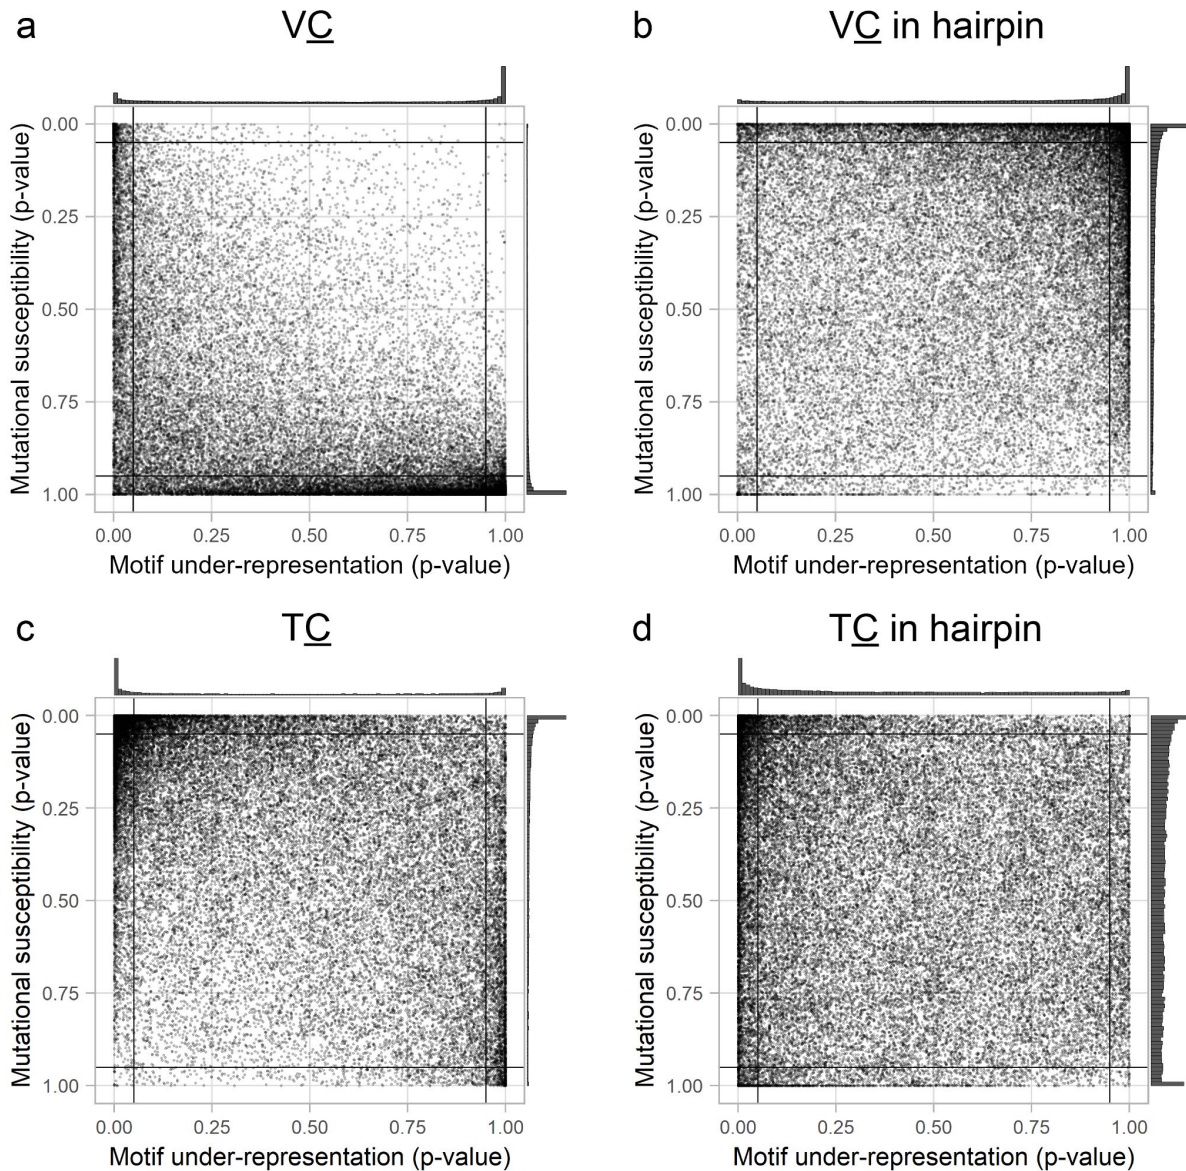 a
VC
b
VC in hairpin
Mutational susceptibility (p-value)
0.00
0.25
0.50
0.75
1.00
0.00 0.25 0.50 0.75 1.00
Motif under-representation (p-value)
Mutational susceptibility (p-value)
0.00
0.25
0.50
0.75
1.00
0.00 0.25 0.50 0.75 1.00
Motif under-representation (p-value)
c
TC
d
TC in hairpin
Mutational susceptibility (p-value)
0.00
0.25
0.50
0.75
1.00
0.00 0.25 0.50 0.75 1.00
Motif under-representation (p-value)
Mutational susceptibility (p-value)
0.00
0.25
0.50
0.75
1.00
0.00 0.25 0.50 0.75 1.00
Motif under-representation (p-value)